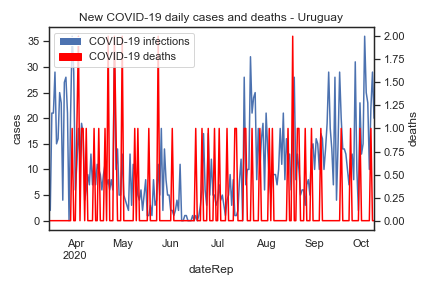 New COVID-19 daily cases and deaths - Uruguay
COVID-19 infections
COVID-19 deaths
cases
35
30
25
20
15
10
5
0
2.00
1.75
1.50
1.25
1.00
0.75
0.50
0.25
0.00
deaths
Apr May Jun Jul Aug Sep Oct
2020
dateRep